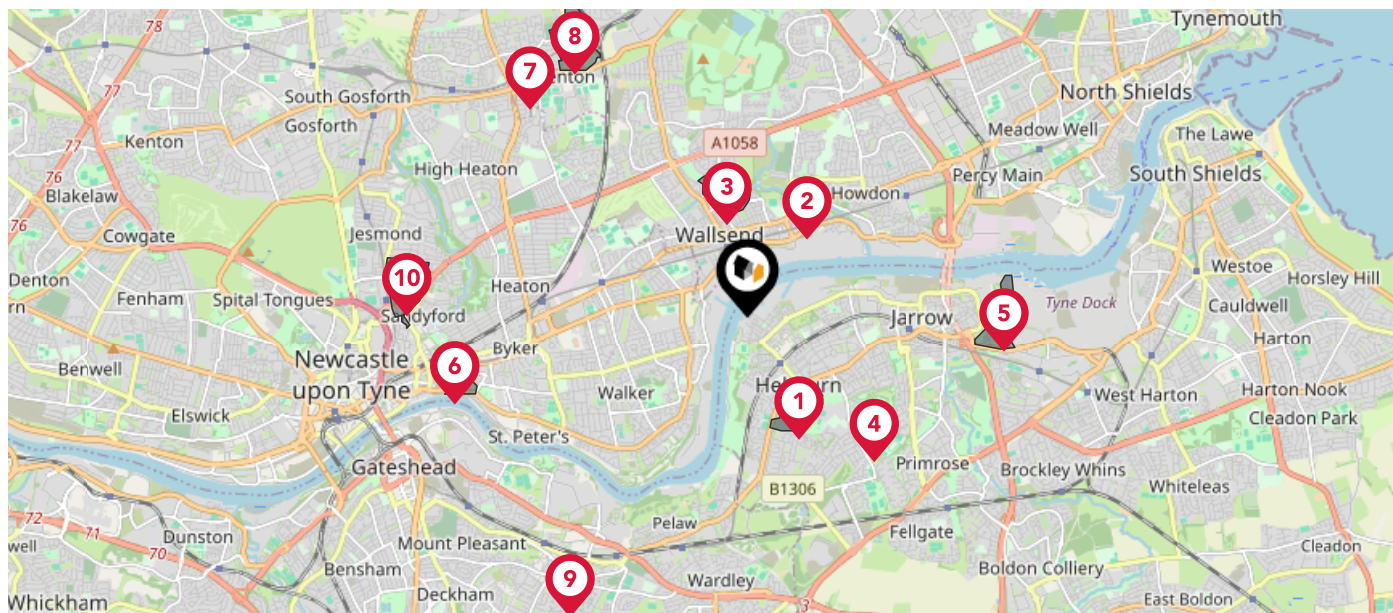 Tynemouth
78
8
7
enton
77
South Gosforth
North Shields
Gosforth
Meadow Well
The Lawe
77
Kenton
A1058
High Heaton
Percy Main
South Shields
76
Blakelaw
3
2
Howdon
76
Cowgate
Jesmond
Wallsend
Denton
10
Heaton
Westoe
Horsley Hill
rn
Fenham
Spital Tongues
Sandyford
5
Tyne Dock
Cauldwell
Jarrow
Harton
Newcastle
upon Tyne
Byker
Benwell
6
Walker
Hebburn
1
West Harton
Harton Nook
Elswick
4
Cleadon Park
St. Peter's
Gateshead
Primrose
Brockley Whins
B1306
Whiteleas
72
71
70
Pelaw
Fellgate
well
Dunston
Mount Pleasant
Cleadon
Bensham
9
Wardley
Boldon Colliery
Deckham
Whickham
3
East Boldon